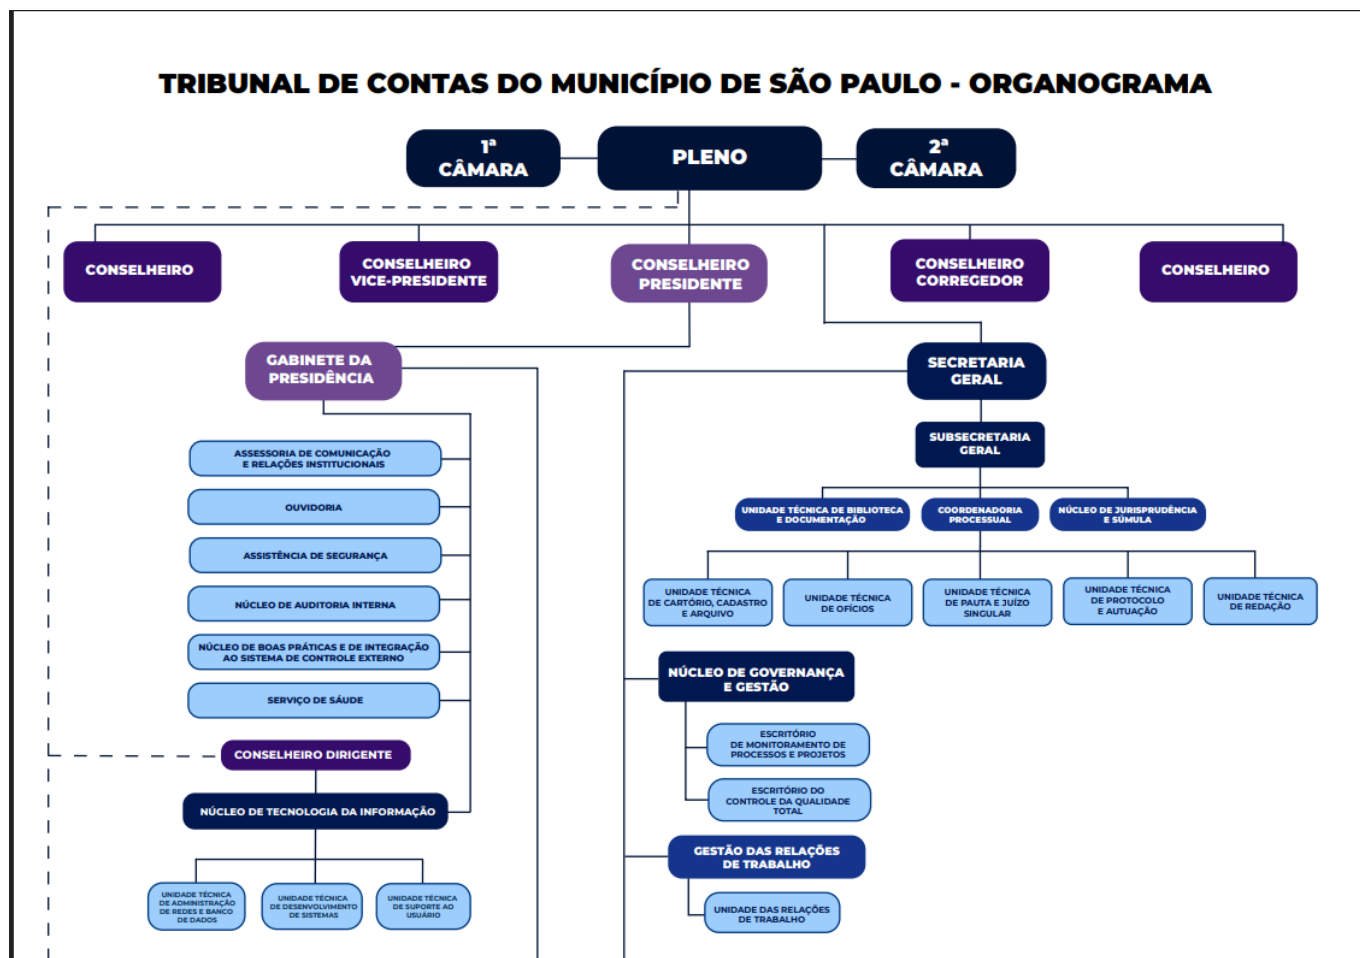 TRIBUNAL DE CONTAS DO MUNICÍPIO DE SÃO PAULO - ORGANOGRAMA
1ª
CÂMARA
PLENO
2ª
CÂMARA
CONSELHEIRO
CONSELHEIRO
VICE-PRESIDENTE
CONSELHEIRO
PRESIDENTE
CONSELHEIRO
CORREGEDOR
CONSELHEIRO
GABINETE DA
PRESIDÊNCIA
ASSESSORIA DE COMUNICAÇÃO
E RELAÇÕES INSTITUCIONAIS
OUVIDORIA
ASSISTÊNCIA DE SEGURANÇA
NÚCLEO DE AUDITORIA INTERNA
NÚCLEO DE BOAS PRÁTICAS E DE INTEGRAÇÃO
AO SISTEMA DE CONTROLE EXTERNO
SERVIÇO DE SÁUDE
CONSELHEIRO DIRIGENTE
NÚCLEO DE TECNOLOGIA DA INFORMAÇÃO
UNIDADE TÉCNICA
DE ADMINISTRAÇÃO
DE REDES E BANCO
DE DADOS
UNIDADE TÉCNICA
DE DESENVOLVIMENTO
DE SISTEMAS
UNIDADE TÉCNICA
DE SUPORTE AO
USUÁRIO
SECRETARIA
GERAL
SUBSECRETARIA
GERAL
UNIDADE TÉCNICA DE BIBLIOTECA
E DOCUMENTAÇÃO
COORDENADORIA
PROCESSUAL
NÚCLEO DE JURISPRUDÊNCIA
E SÚMULA
UNIDADE TÉCNICA
DE CARTÓRIO, CADASTRO
E ARQUIVO
UNIDADE TÉCNICA
DE OFÍCIOS
UNIDADE TÉCNICA
DE PAUTA E JUÍZO
SINGULAR
UNIDADE TÉCNICA
DE PROTOCOLO
E AUTUAÇÃO
UNIDADE TÉCNICA
DE REDAÇÃO
NÚCLEO DE GOVERNANÇA
E GESTÃO
ESCRITÓRIO
DE MONITORAMENTO DE
PROCESSOS E PROJETOS
ESCRITÓRIO DO
CONTROLE DA QUALIDADE
TOTAL
GESTÃO DAS RELAÇÕES
DE TRABALHO
UNIDADE DAS RELAÇÕES
DE TRABALHO